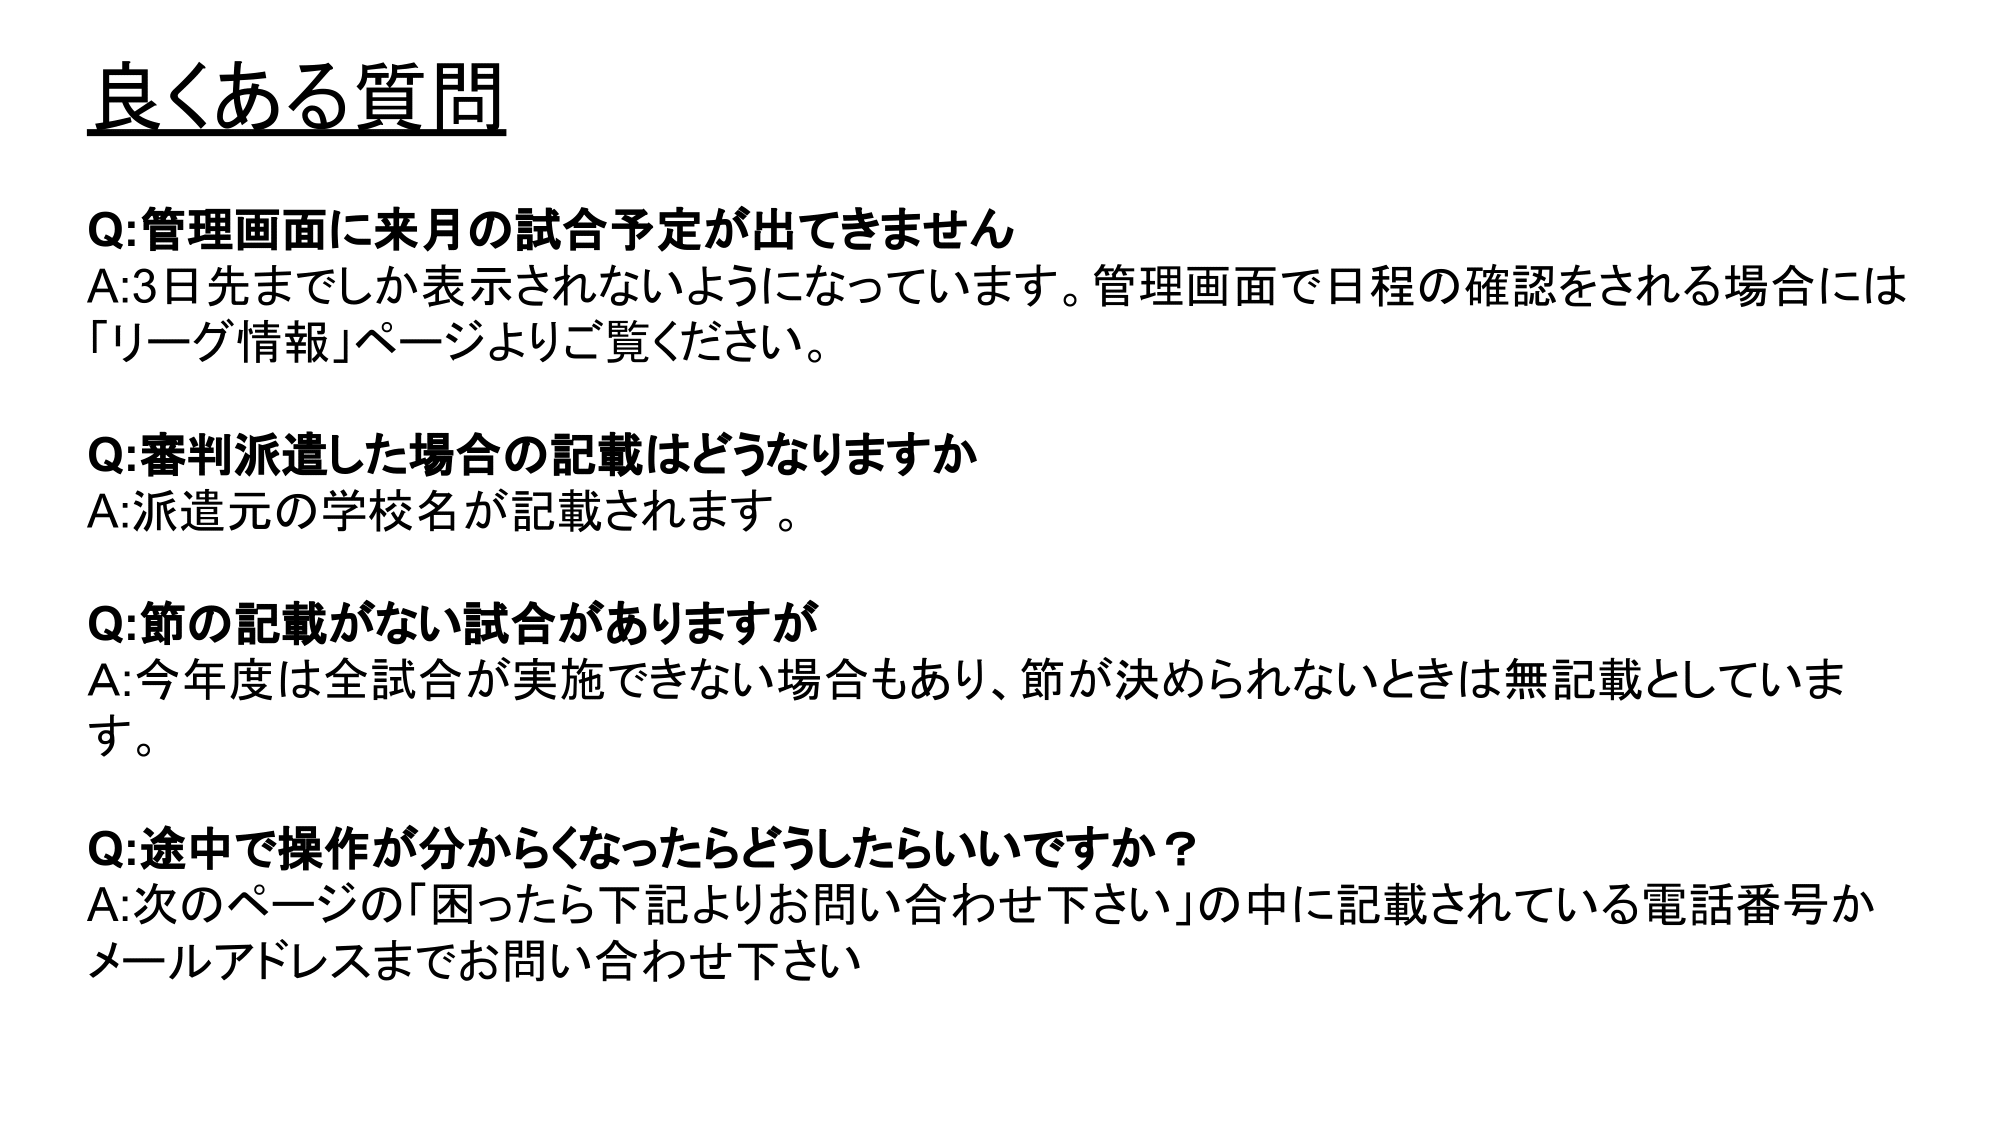 良くある質問
Q:管理画面に来月の試合予定が出てきません
A:3日先までしか表示されないようになっています。管理画面で日程の確認をされる場合には
「リーグ情報」ページよりご覧ください。
Q:審判派遣した場合の記載はどうなりますか
A:派遣元の学校名が記載されます。
Q:節の記載がない試合がありますが
A:今年度は全試合が実施できない場合もあり、節が決められないときは無記載としていま
す。
Q:途中で操作が分からくなったらどうしたらいいですか？
A:次のページの「困ったら下記よりお問い合わせ下さい」の中に記載されている電話番号か
メールアドレスまでお問い合わせ下さい